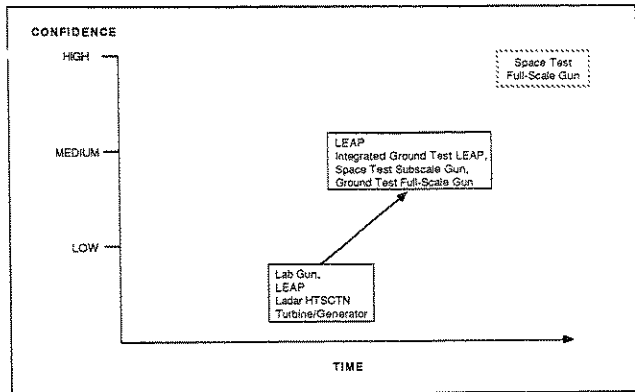 CONFIDENCE
HIGH
Space Test
Full-Scale Gun
MEDIUM
LEAP
Integrated Ground Test LEAP,
Space Test Subscale Gun,
Ground Test Full-Scale Gun
LOW
Lab Gun,
LEAP
Ladar HTSCTN
Turbine/Generator
TIME